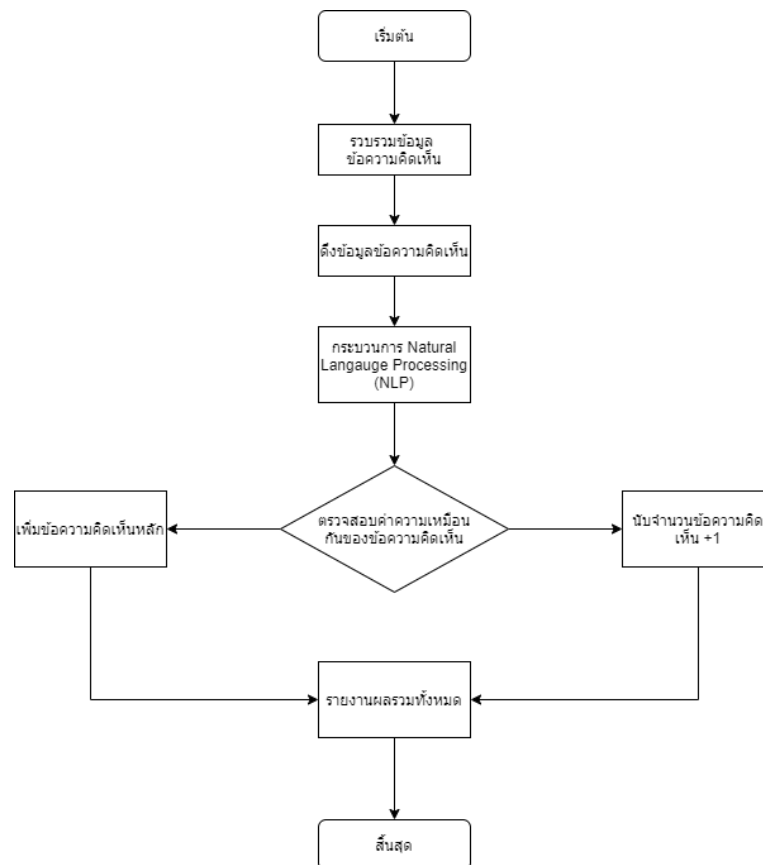 เริ่มต้น
รวบรวมข้อมูล
ข้อความคิดเห็น
ดึงข้อมูลข้อความคิดเห็น
กระบวนการ Natural
Langauge Processing
(NLP)
เพิ่มข้อความคิดเห็นหลัก
ตรวจสอบค่าความเหมือน
กันของข้อความคิดเห็น
นับจำนวนข้อความคิด
เห็น +1
รายงานผลรวมทั้งหมด
สิ้นสุด